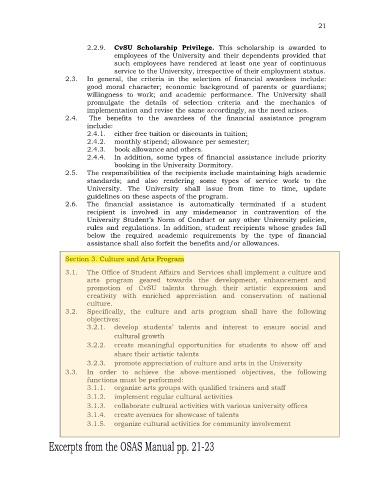 21
2.2.9. CvSU Scholarship Privilege. This scholarship is awarded to
employees of the University and their dependents provided that
such employees have rendered at least one year of continuous
service to the University, irrespective of their employment status.
2.3. In general, the criteria in the selection of financial awardees include:
good moral character; economic background of parents or guardians;
willingness to work; and academic performance. The University shall
promulgate the details of selection criteria and the mechanics of
implementation and revise the same accordingly, as the need arises.
2.4. The benefits to the awardees of the financial assistance program
include:
2.4.1. either free tuition or discounts in tuition;
2.4.2. monthly stipend; allowance per semester;
2.4.3. book allowance and others.
2.4.4. In addition, some types of financial assistance include priority
booking in the University Dormitory.
2.5. The responsibilities of the recipients include maintaining high academic
standards; and also rendering some types of service work to the
University. The University shall issue from time to time, update
guidelines on these aspects of the program.
2.6. The financial assistance is automatically terminated if a student
recipient is involved in any misdemeanor in contravention of the
University Student's Norm of Conduct or any other University policies,
rules and regulations. In addition, student recipients whose grades fall
below the required academic requirements by the type of financial
assistance shall also forfeit the benefits and/or allowances.
Section 3. Culture and Arts Program
3.1. The Office of Student Affairs and Services shall implement a culture and
arts program geared towards the development, enhancement and
promotion of CvSU talents through their artistic expression and
creativity with enriched appreciation and conservation of national
culture.
3.2. Specifically, the culture and arts program shall have the following
objectives:
3.2.1. develop students' talents and interest to ensure social and
cultural growth
3.2.2. create meaningful opportunities for students to show off and
share their artistic talents
3.2.3. promote appreciation of culture and arts in the University
3.3. In order to achieve the above-mentioned objectives, the following
functions must be performed:
3.1.1. organize arts groups with qualified trainers and staff
3.1.2. implement regular cultural activities
3.1.3. collaborate cultural activities with various university offices
3.1.4. create avenues for showcase of talents
3.1.5. organize cultural activities for community involvement
Excerpts from the OSAS Manual pp. 21-23